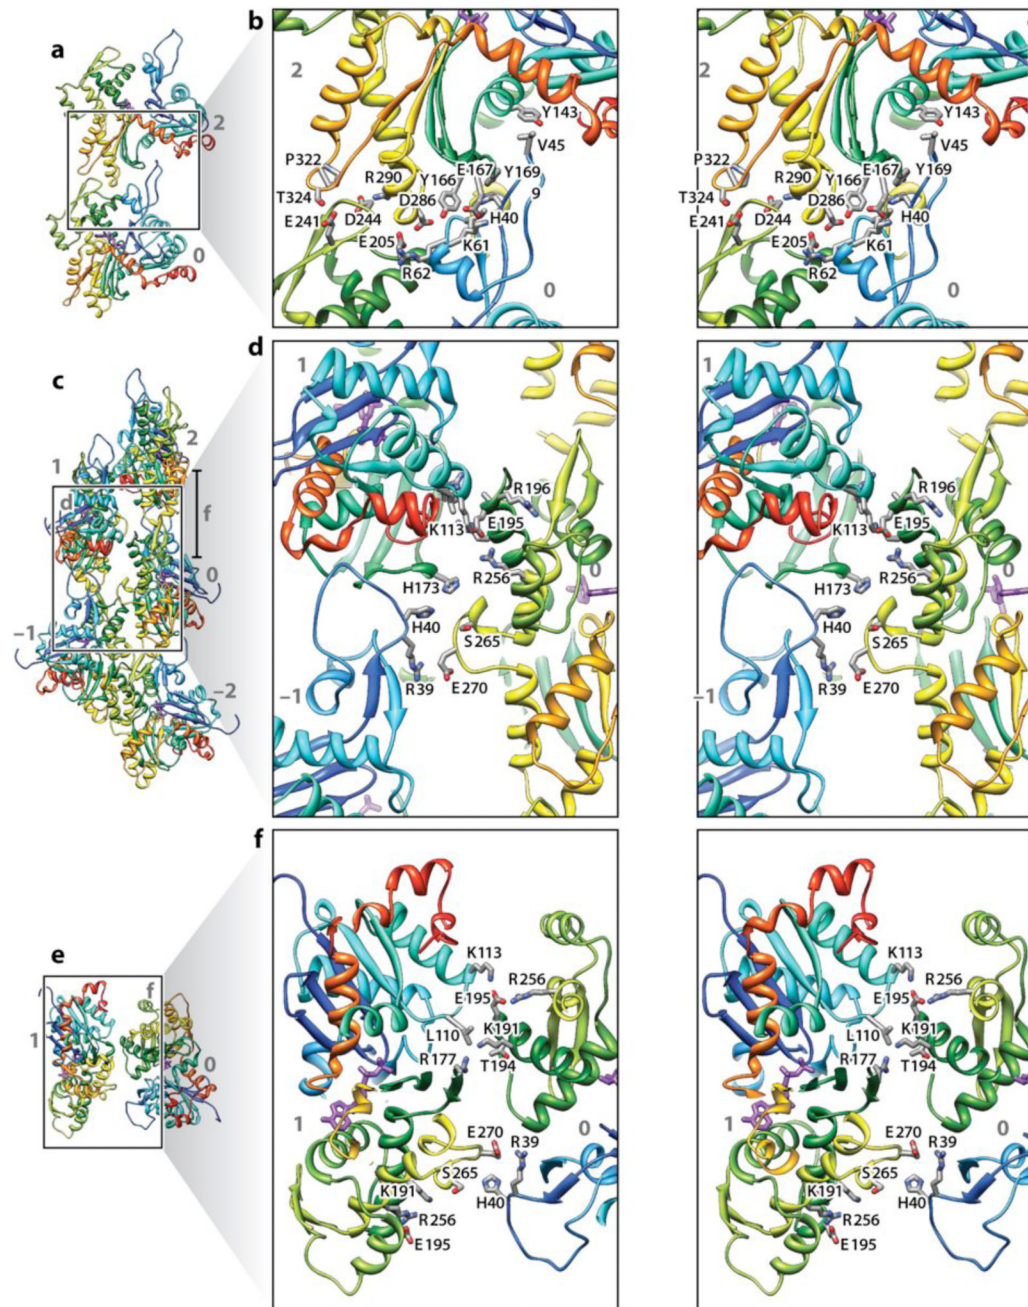 a
2
0
b
2
Y143
V45
P322
R290
E167
Y166
Y169
T324
9
D286
E241
D244
H40
E205
K61
R62
0
2
Y143
V45
P322
R290
E167
Y166
Y169
T324
9
D286
E241
D244
H40
E205
K61
R62
0
c
2
1
d
f
0
–1
–2
d
1
R196
E195
K113
R256
0
H173
H40
S265
R39
E270
–1
1
R196
E195
K113
R256
0
H173
H40
S265
R39
E270
–1
e
f
1
0
f
K113
R256
E195
K191
L110
T194
R177
1
0
E270
R39
S265
K191
H40
R256
E195
K113
R256
E195
K191
L110
T194
R177
1
0
E270
R39
S265
K191
H40
R256
E195